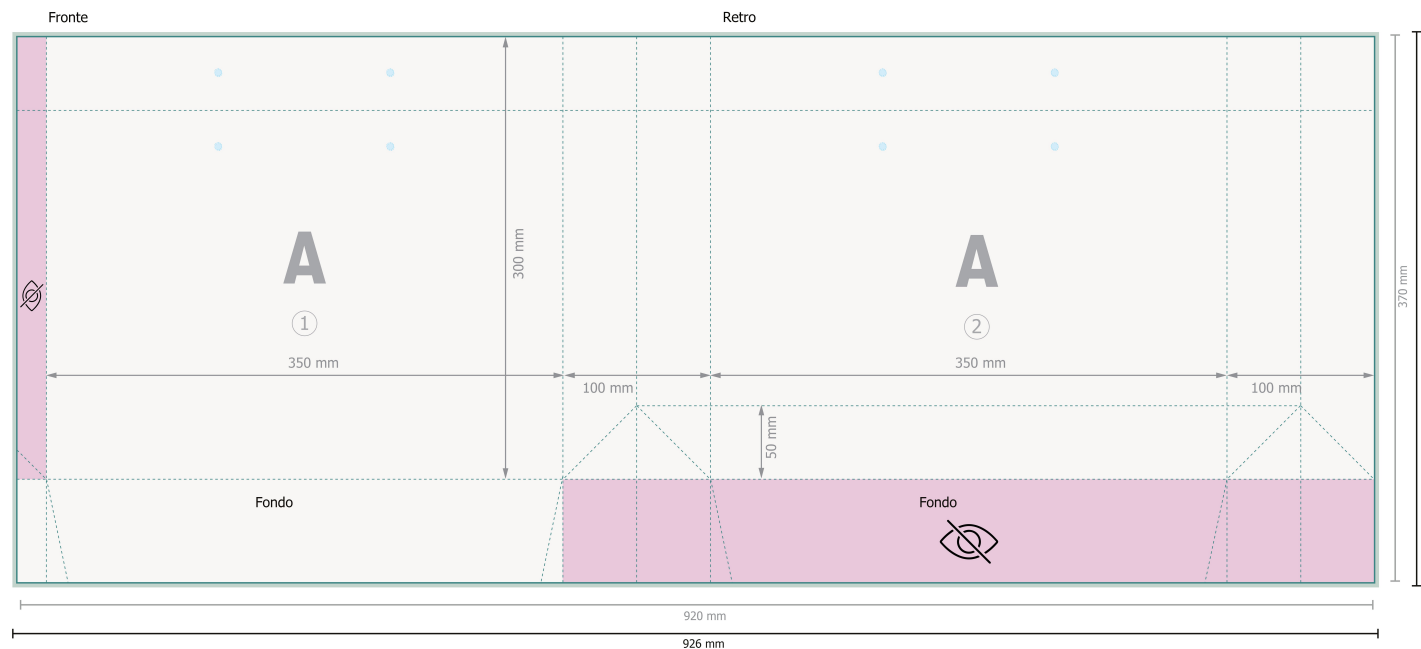 Fronte
Retro
A
1
350 mm
300 mm
100 mm
A
2
350 mm
100 mm
50 mm
370 mm
Fondo
Fondo
920 mm
926 mm